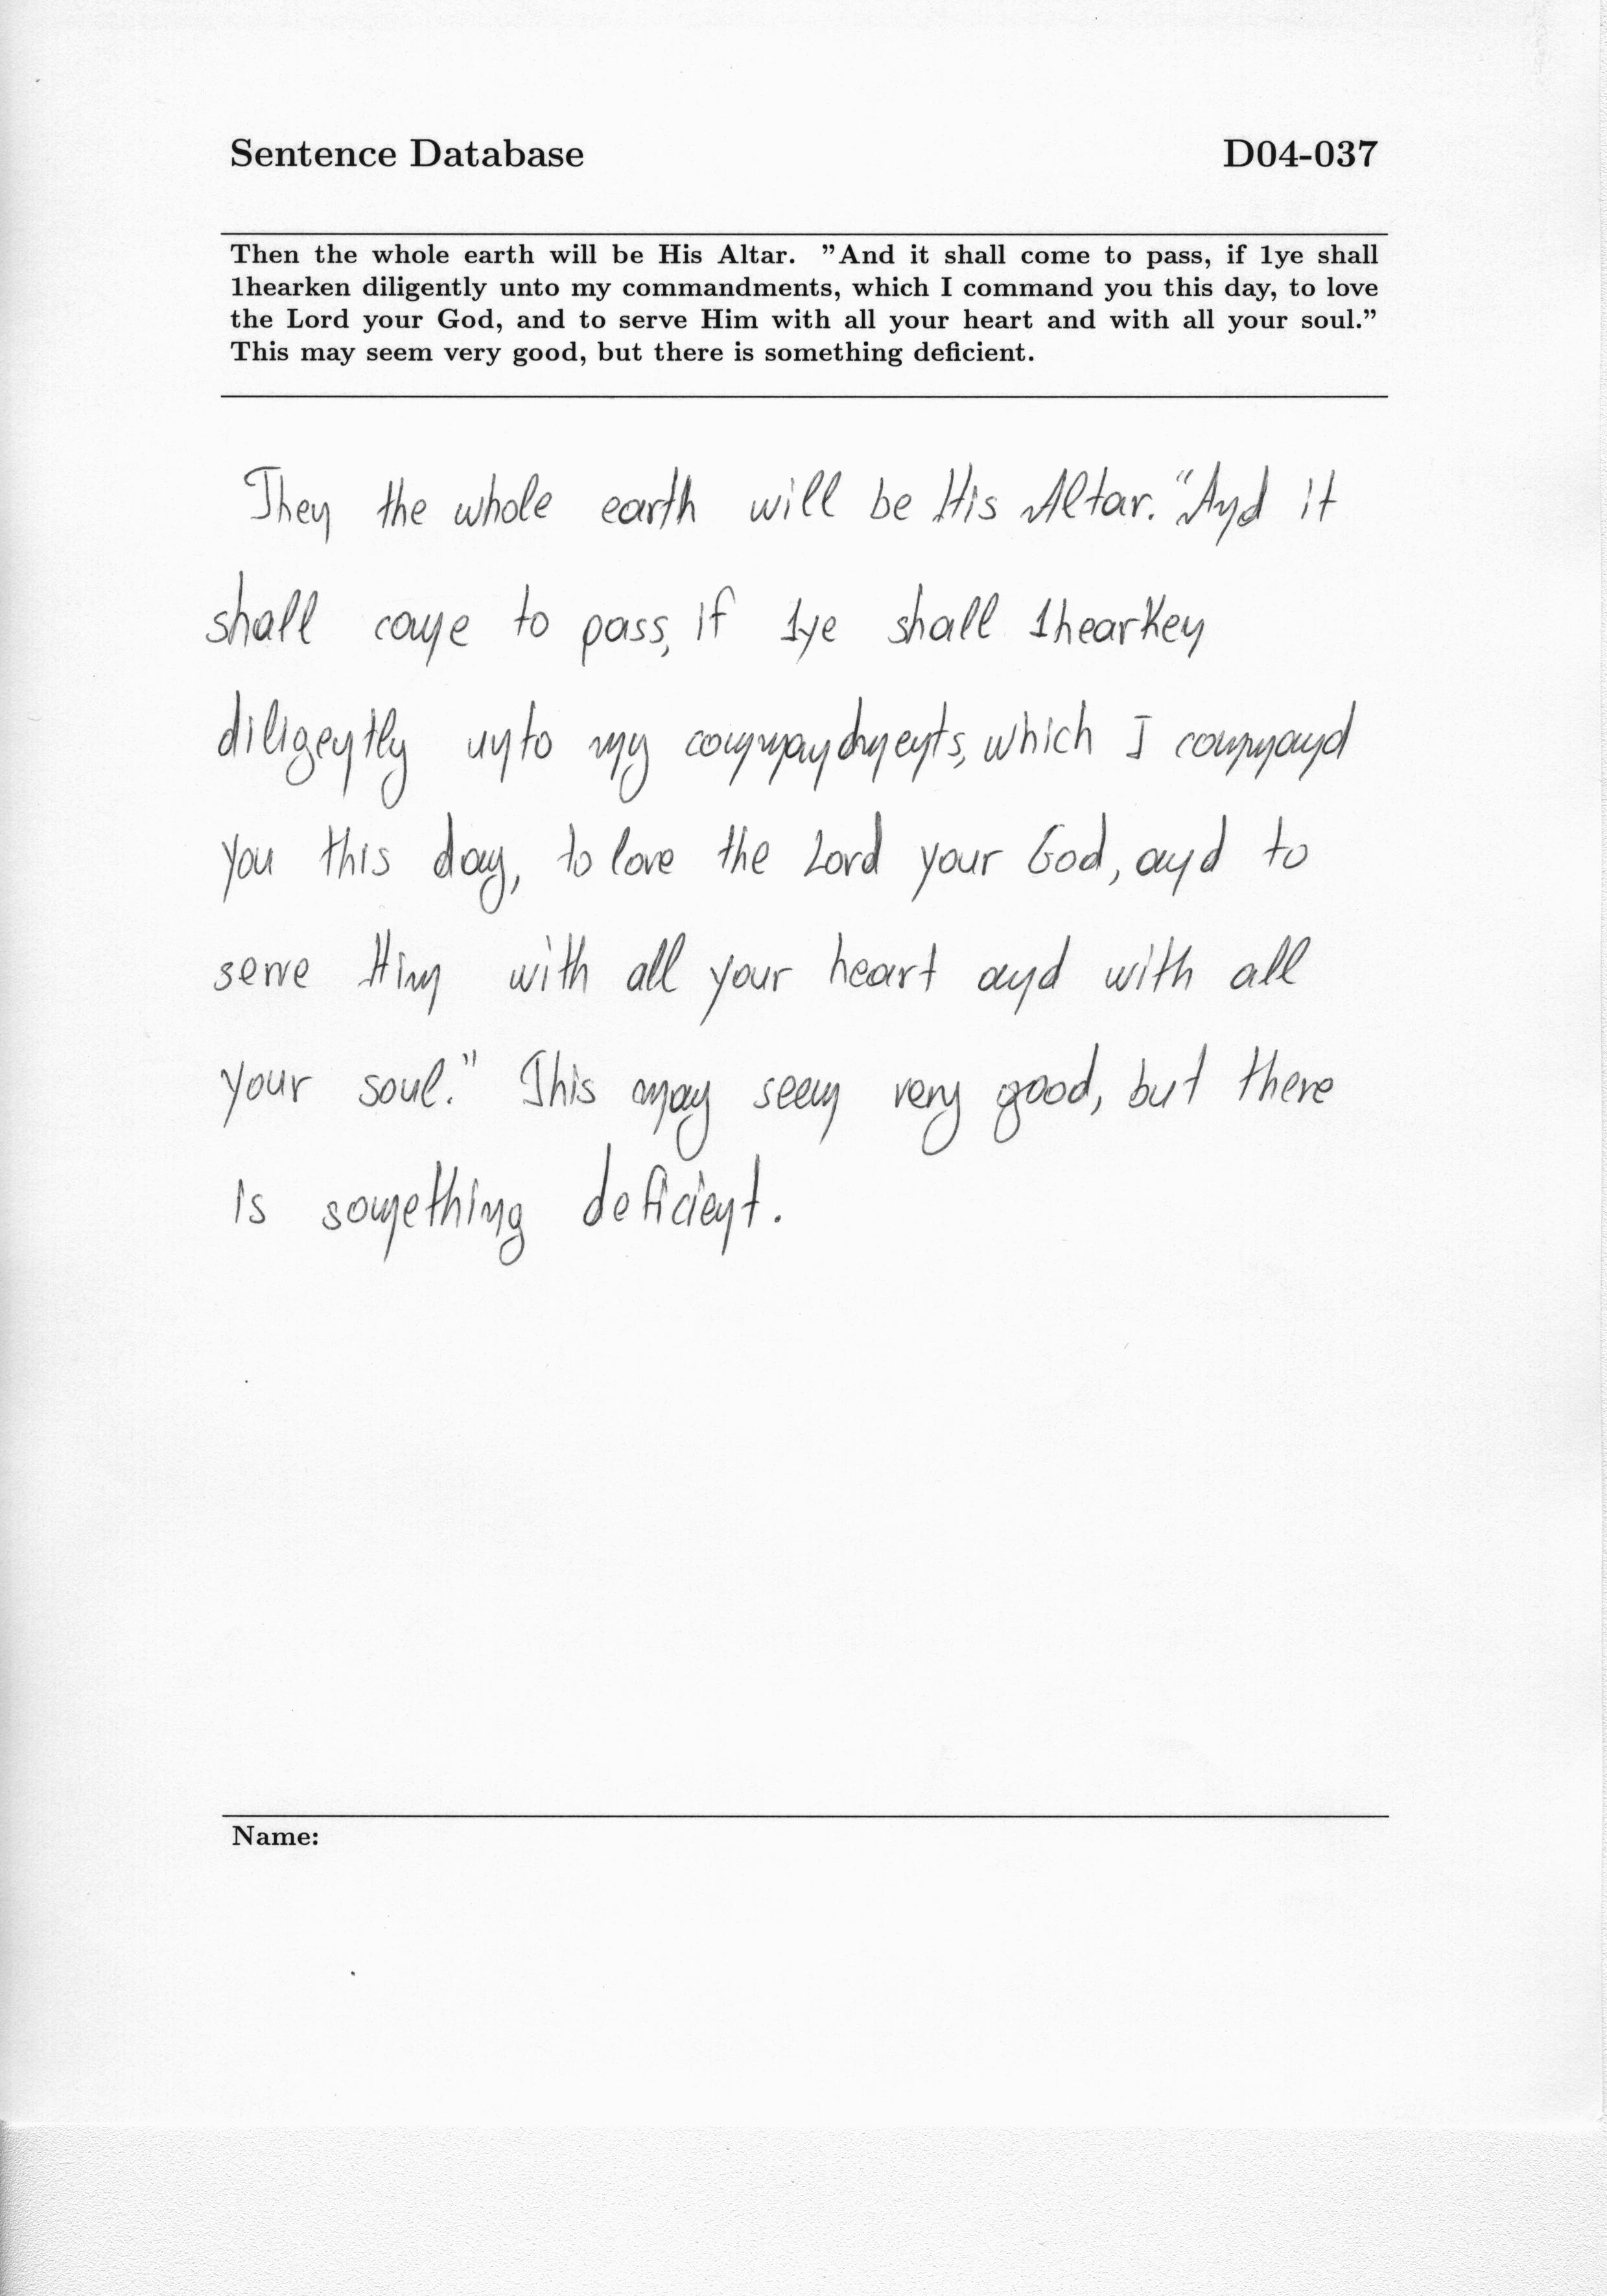 Sentence Database D04-037
Then the whole earth will be His Altar. "And it shall come to pass, if 1ye shall
1hearken diligently unto my commandments, which I command you this day, to love
the Lord your God, and to serve Him with all your heart and with all your soul."
This may seem very good, but there is something deficient.
Then the whole earth will be His Altar. "And it
shall come to pass, if 1ye shall 1hearken
diligently unto my commandments, which I command
you this day, to love the Lord your God, and to
serve Him with all your heart and with all
your soul." This may seem very good, but there
is something deficient.
Name: